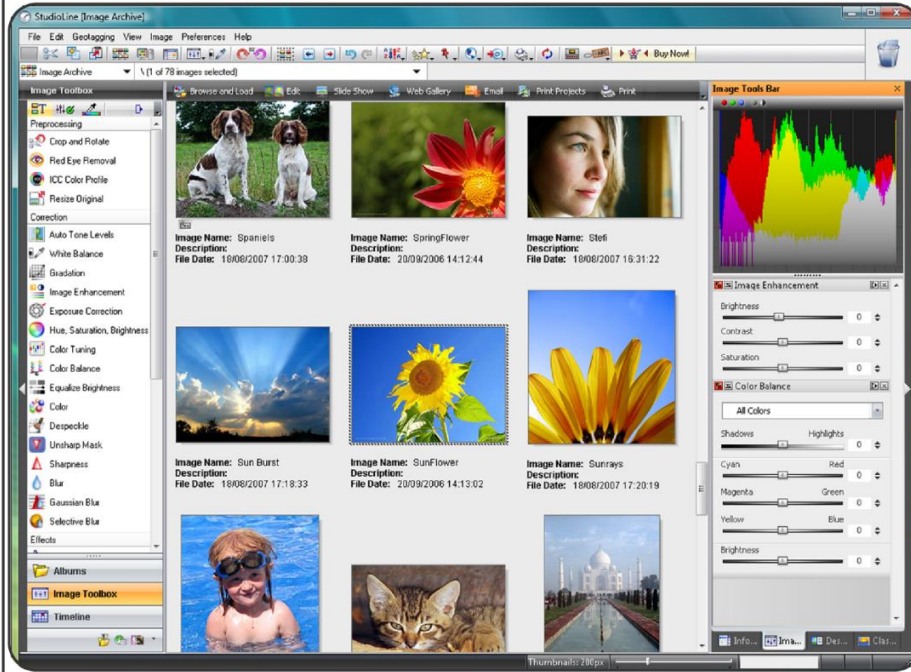 StudioLine [Image Archive]
File Edit Geotagging View Image Preferences Help
Buy Now!
Image Archive \ (1 of 78 images selected)
Image Toolbox
Browse and Load Edit Slide Show Web Gallery Email Print Projects Print
Image Tools Bar
Preprocessing
Crop and Rotate
Red Eye Removal
ICC Color Profile
Resize Original
Correction
Auto Tone Levels
White Balance
Gradation
Image Enhancement
Exposure Correction
Hue, Saturation, Brightness
Color Tuning
Color Balance
Equalize Brightness
Color
Despeckle
Unsharp Mask
Sharpness
Blur
Gaussian Blur
Selective Blur
Effects
Albums
Image Toolbox
Timeline
Image Name: Spaniels
Description:
File Date: 18/08/2007 17:00:38
Image Name: SpringFlower
Description:
File Date: 20/09/2006 14:12:44
Image Name: Stefi
Description:
File Date: 18/08/2007 16:31:22
Image Name: Sun Burst
Description:
File Date: 18/08/2007 17:18:33
Image Name: SunFlower
Description:
File Date: 20/09/2006 14:13:02
Image Name: Sunrays
Description:
File Date: 18/08/2007 17:20:19
Image Enhancement
Brightness
0
Contrast
0
Saturation
0
Color Balance
All Colors
Shadows Highlights
0
Cyan Red
0
Magenta Green
0
Yellow Blue
0
Brightness
0
Info... Ima... Des... Clas...
Thumbnails: 200px